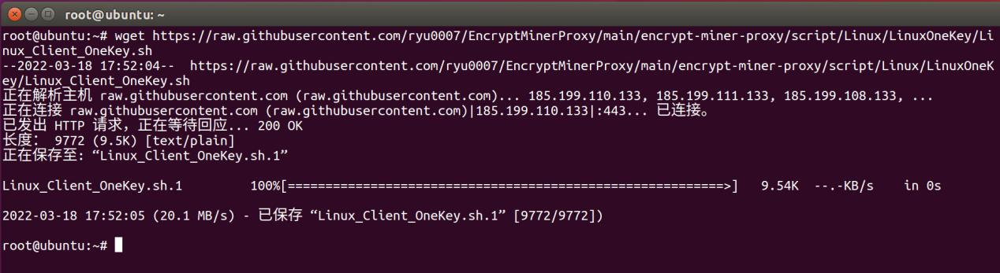 root@ubuntu: ~
root@ubuntu:~# wget https://raw.githubusercontent.com/ryu0007/EncryptMinerProxy/main/encrypt-miner-proxy/script/Linux/LinuxOneKey/Li
nux_Client_OneKey.sh
--2022-03-18 17:52:04--  https://raw.githubusercontent.com/ryu0007/EncryptMinerProxy/main/encrypt-miner-proxy/script/Linux/LinuxOneK
ey/Linux_Client_OneKey.sh
正在解析主机 raw.githubusercontent.com (raw.githubusercontent.com)... 185.199.110.133, 185.199.111.133, 185.199.108.133, ...
正在连接 raw.githubusercontent.com (raw.githubusercontent.com)|185.199.110.133|:443... 已连接。
已发出 HTTP 请求，正在等待回应... 200 OK
长度： 9772 (9.5K) [text/plain]
正在保存至: “Linux_Client_OneKey.sh.1”
Linux_Client_OneKey.sh.1         100%[==========================================================>]   9.54K  --.-KB/s    in 0s
2022-03-18 17:52:05 (20.1 MB/s) - 已保存 “Linux_Client_OneKey.sh.1” [9772/9772])
root@ubuntu:~#